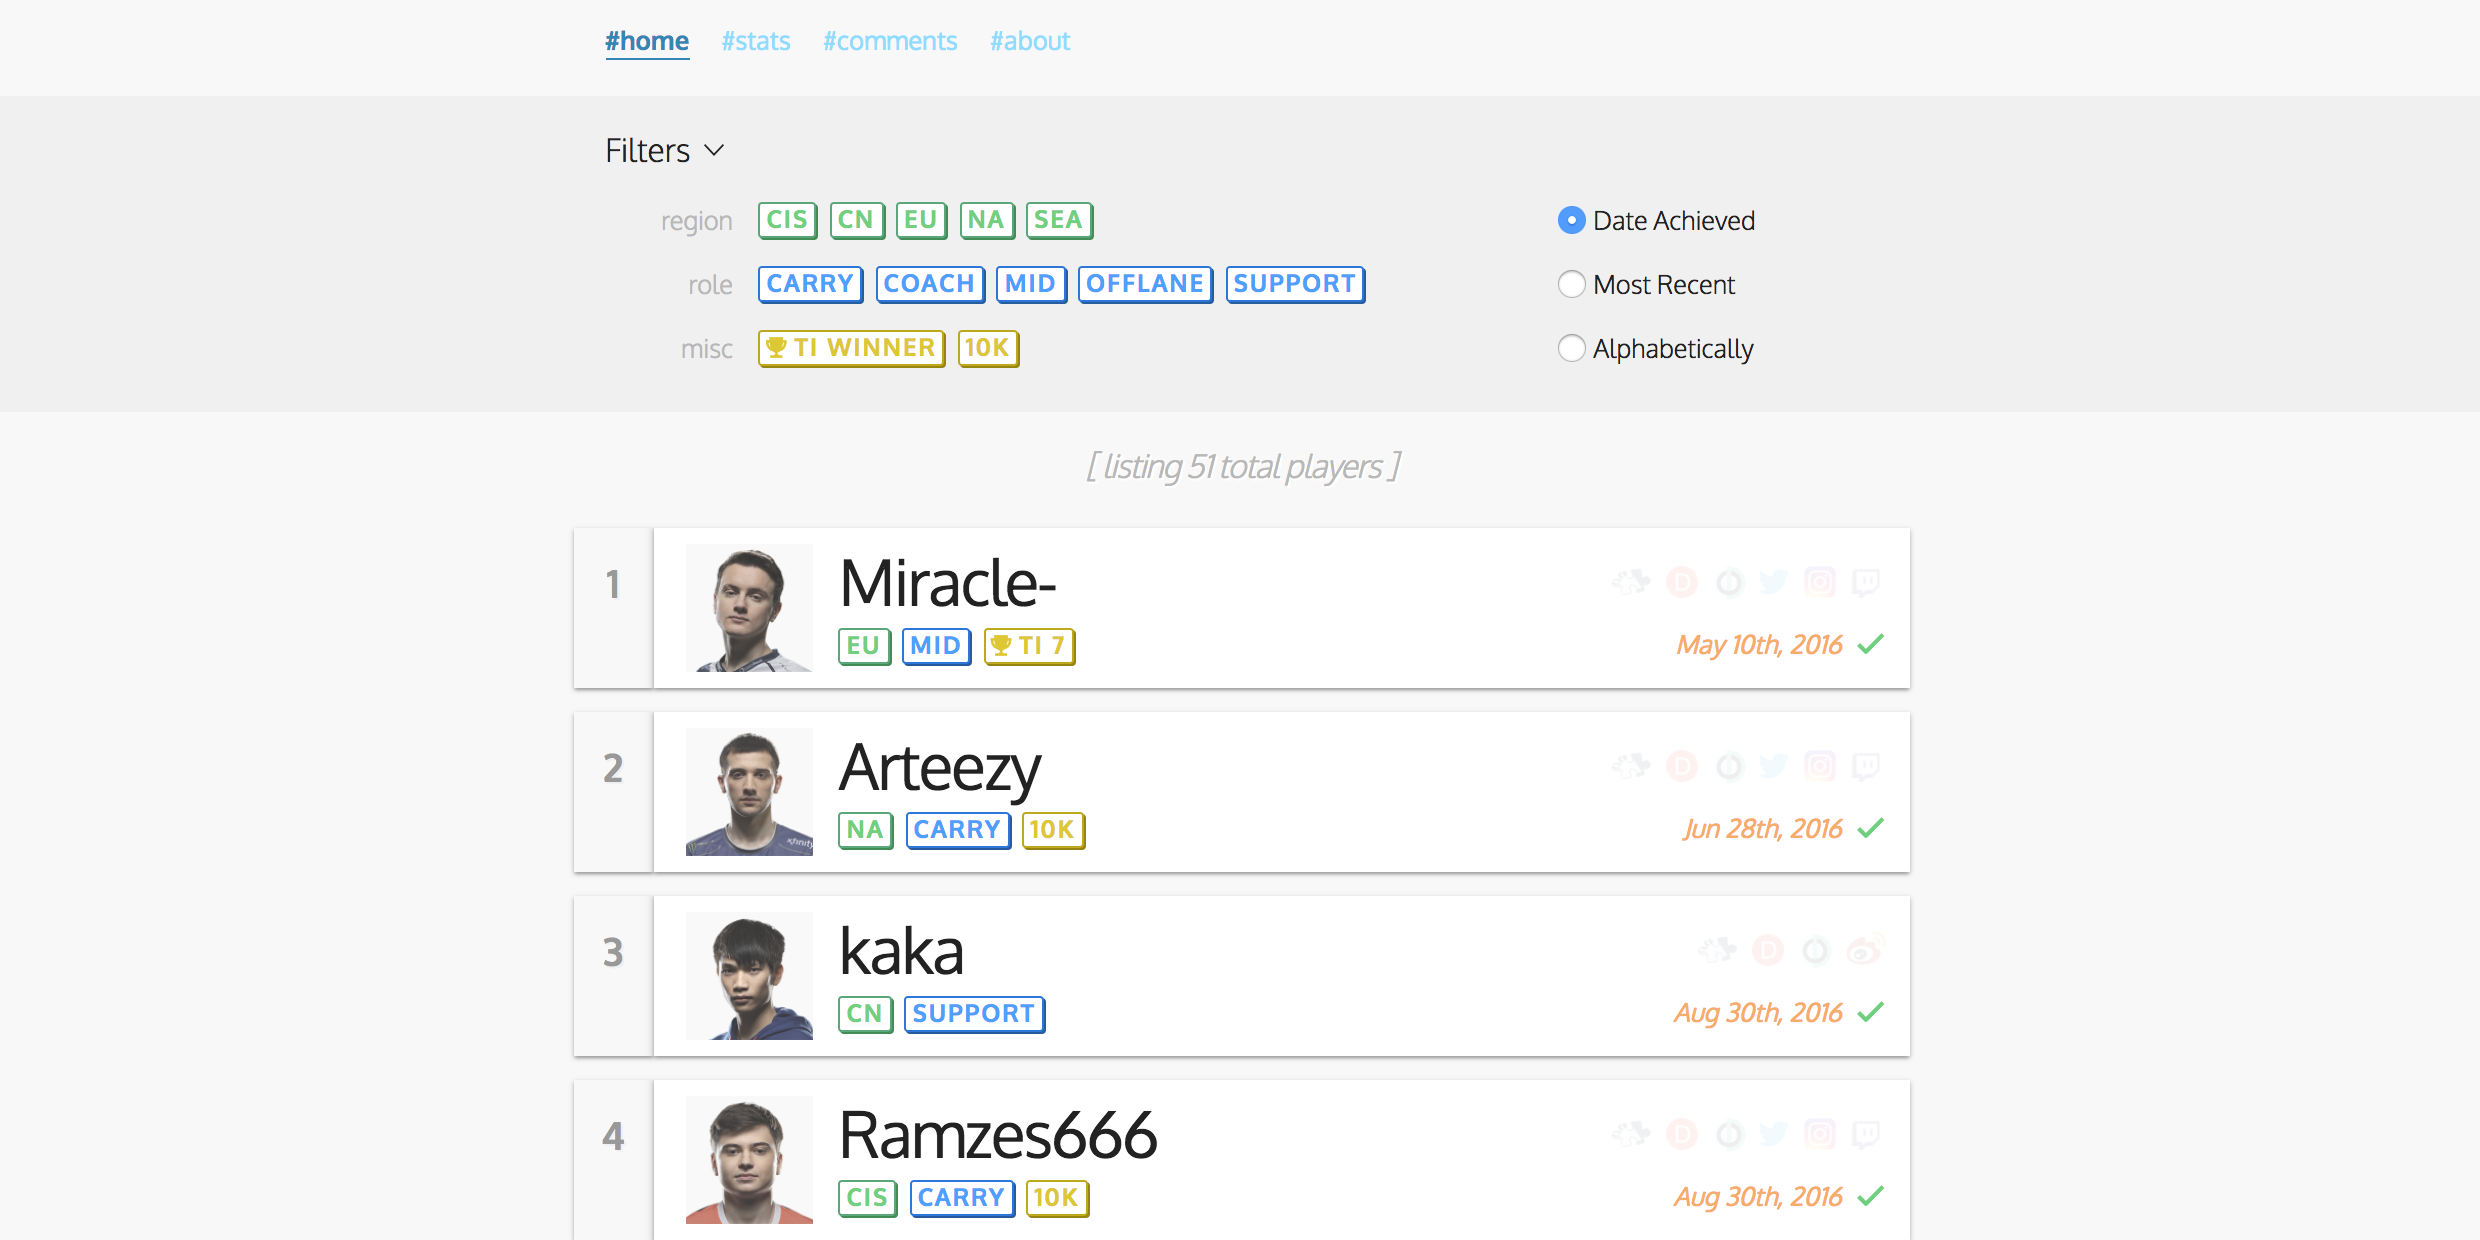 #home #stats #comments #about
Filters
region CIS CN EU NA SEA Date Achieved
role CARRY COACH MID OFFLANE SUPPORT Most Recent
misc TI WINNER 10K Alphabetically
[ listing 51 total players ]
1 Miracle-
EU MID TI 7 May 10th, 2016
2 Arteezy
xfinity
NA CARRY 10K Jun 28th, 2016
3 kaka
CN SUPPORT Aug 30th, 2016
4 Ramzes666
CIS CARRY 10K Aug 30th, 2016